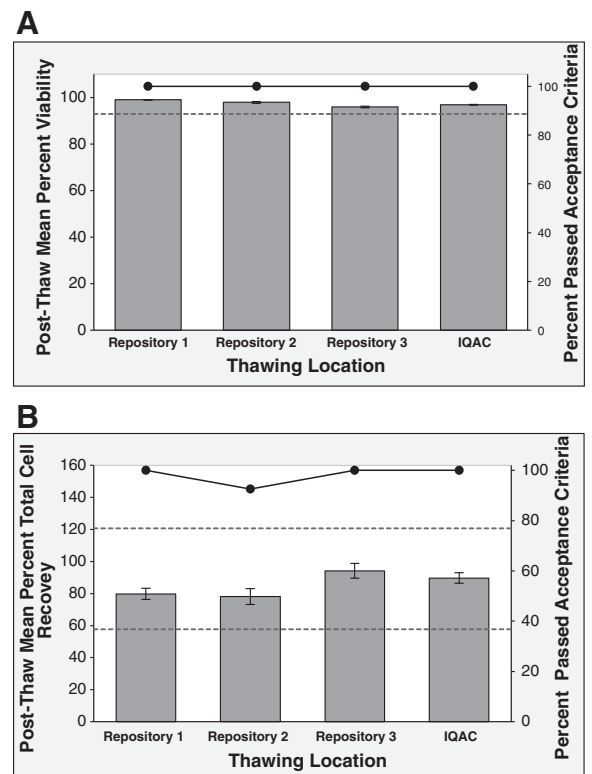 A
Post-Thaw Mean Percent Viability
100
80
60
40
20
0
100
80
60
40
20
0
Percent Passed Acceptance Criteria
Repository 1 Repository 2 Repository 3 IQAC
Thawing Location
B
Post-Thaw Mean Percent Total Cell
Recovey
160
140
120
100
80
60
40
20
0
100
80
60
40
20
0
Percent Passed Acceptance Criteria
Repository 1 Repository 2 Repository 3 IQAC
Thawing Location